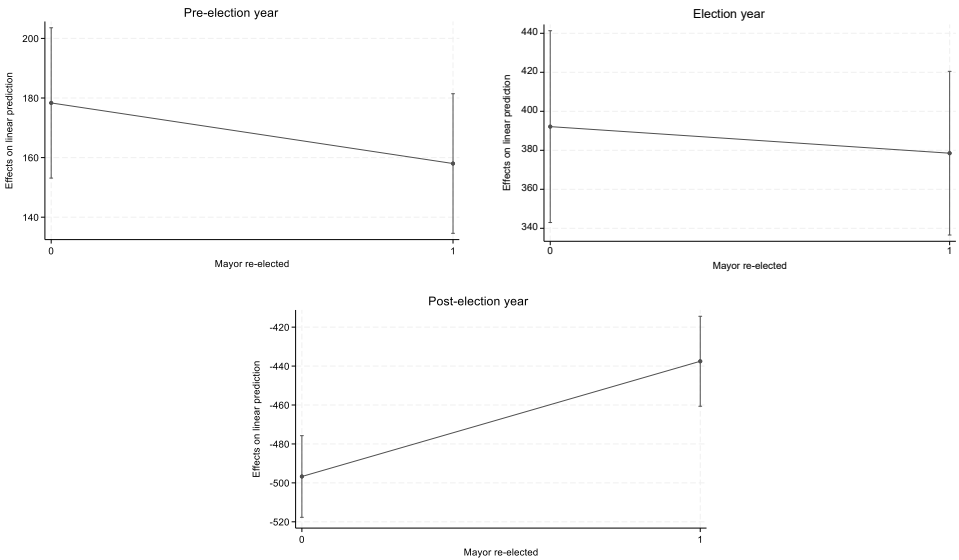 Pre-election year
Effects on linear prediction
200
180
160
140
0 1
Mayor re-elected
Election year
Effects on linear prediction
440
420
400
380
360
340
0 1
Mayor re-elected
Post-election year
Effects on linear prediction
-420
-440
-460
-480
-500
-520
0 1
Mayor re-elected